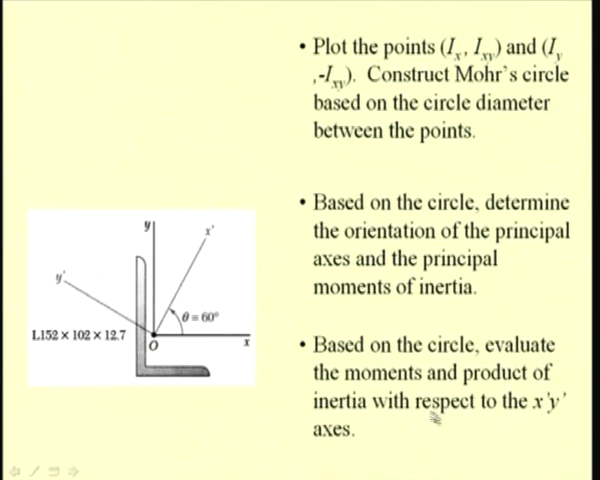 • Plot the points (Ix, Ixy) and (Iy
,-Ixy). Construct Mohr's circle
based on the circle diameter
between the points.
• Based on the circle, determine
the orientation of the principal
axes and the principal
moments of inertia.
• Based on the circle, evaluate
the moments and product of
inertia with respect to the x'y'
axes.
y
x'
y'
θ = 60°
L152 × 102 × 12.7
O
x